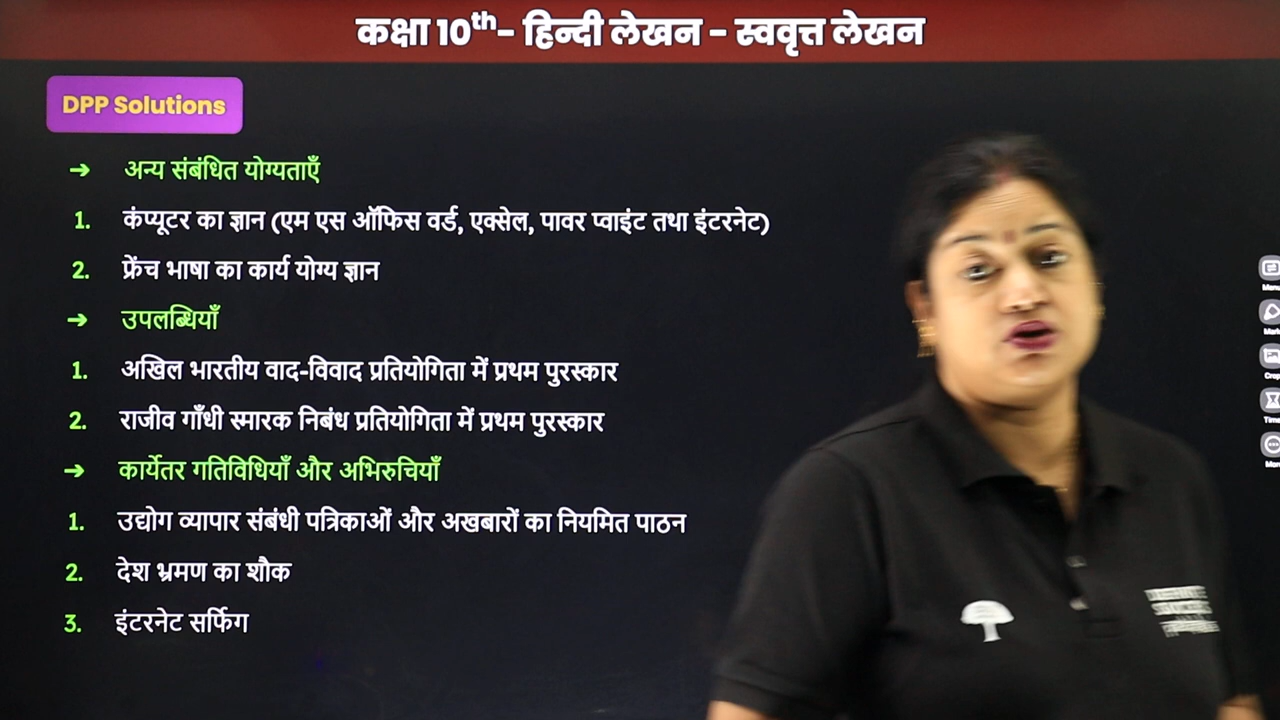 कक्षा 10th- हिन्दी लेखन - स्ववृत्त लेखन
DPP Solutions
➔ अन्य संबंधित योग्यताएँ
1. कंप्यूटर का ज्ञान (एम एस ऑफिस वर्ड, एक्सेल, पावर प्वाइंट तथा इंटरनेट)
2. फ्रेंच भाषा का कार्य योग्य ज्ञान
➔ उपलब्धियाँ
1. अखिल भारतीय वाद-विवाद प्रतियोगिता में प्रथम पुरस्कार
2. राजीव गाँधी स्मारक निबंध प्रतियोगिता में प्रथम पुरस्कार
➔ कार्येतर गतिविधियाँ और अभिरुचियाँ
1. उद्योग व्यापार संबंधी पत्रिकाओं और अखबारों का नियमित पाठन
2. देश भ्रमण का शौक
3. इंटरनेट सर्फिग